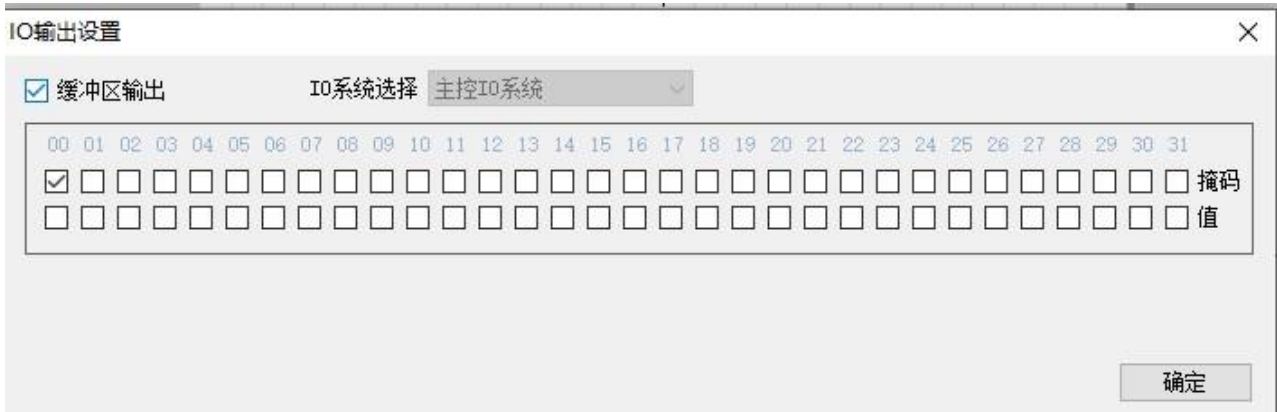 IO输出设置
缓冲区输出 IO系统选择 主控IO系统
00 01 02 03 04 05 06 07 08 09 10 11 12 13 14 15 16 17 18 19 20 21 22 23 24 25 26 27 28 29 30 31
掩码
值
确定